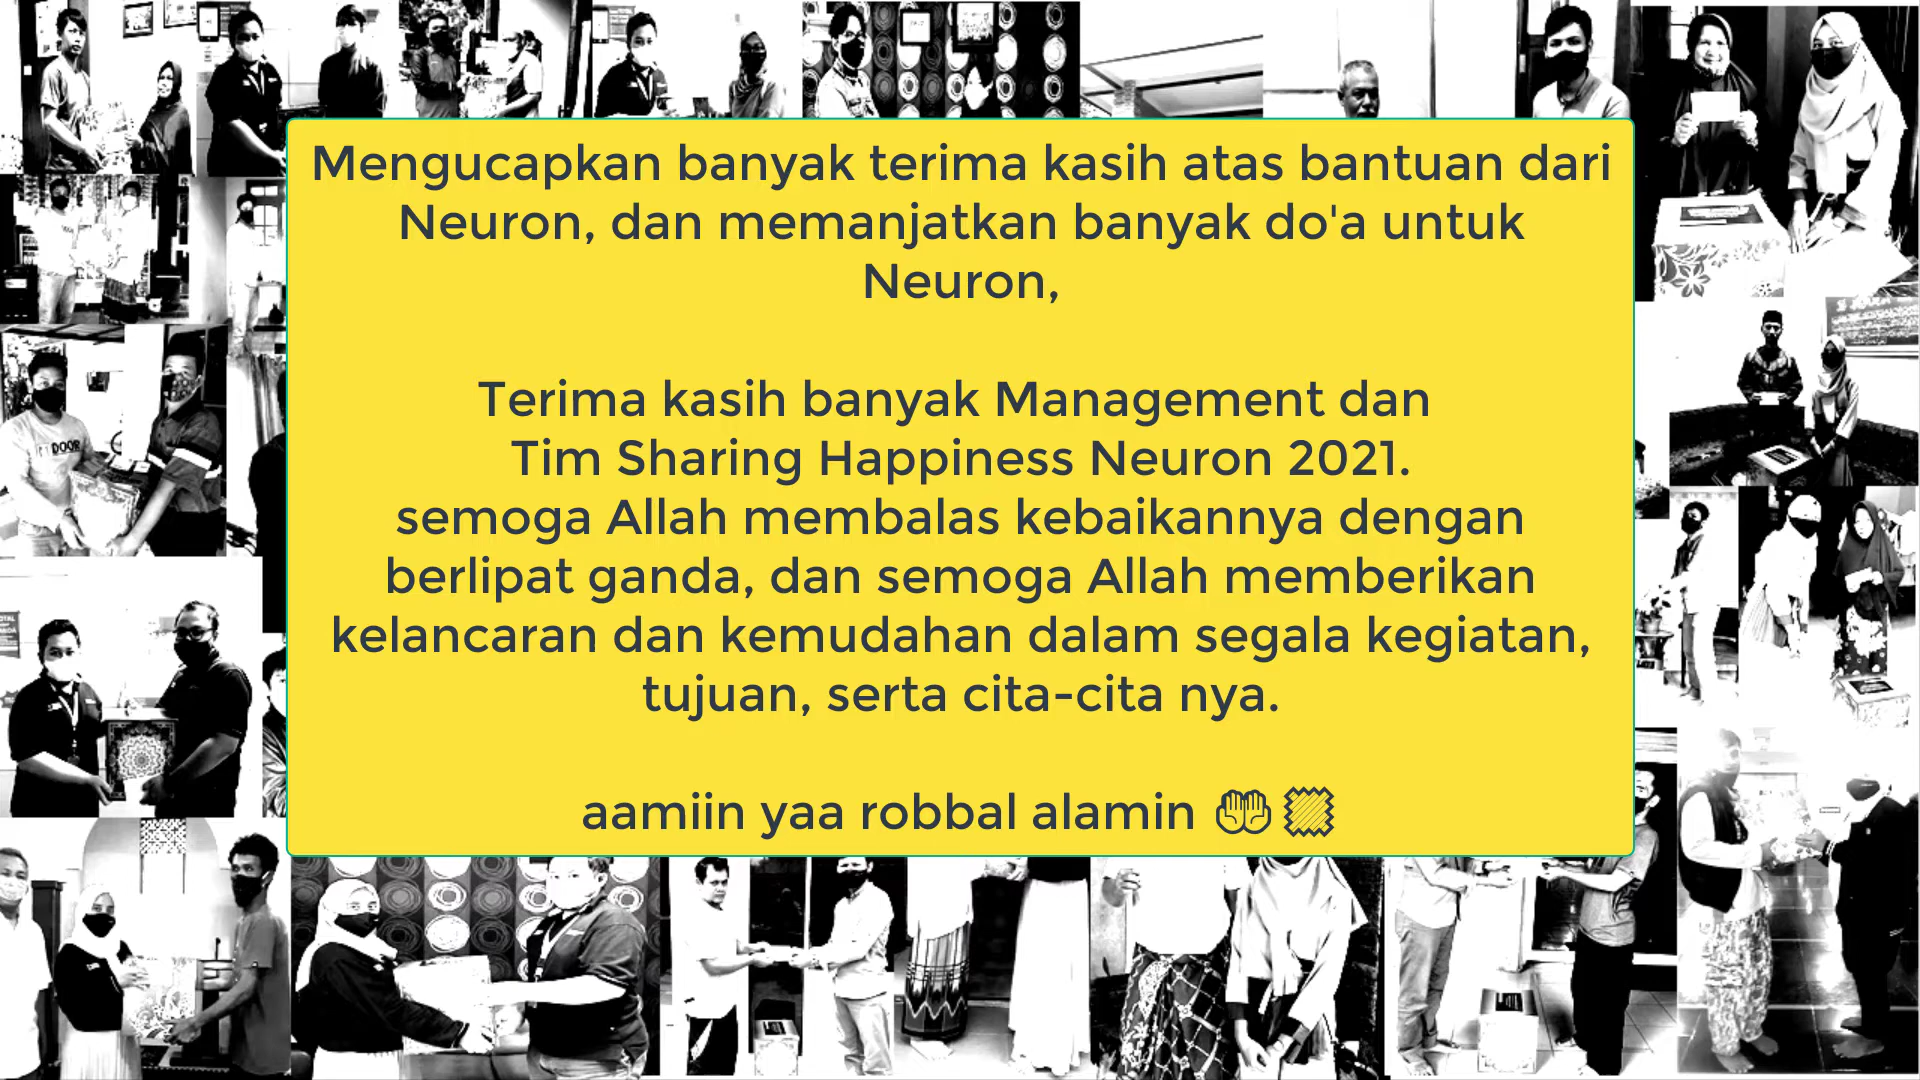 Mengucapkan banyak terima kasih atas bantuan dari
Neuron, dan memanjatkan banyak do'a untuk
Neuron,
Terima kasih banyak Management dan
Tim Sharing Happiness Neuron 2021.
semoga Allah membalas kebaikannya dengan
berlipat ganda, dan semoga Allah memberikan
kelancaran dan kemudahan dalam segala kegiatan,
tujuan, serta cita-cita nya.
aamiin yaa robbal alamin 🤲